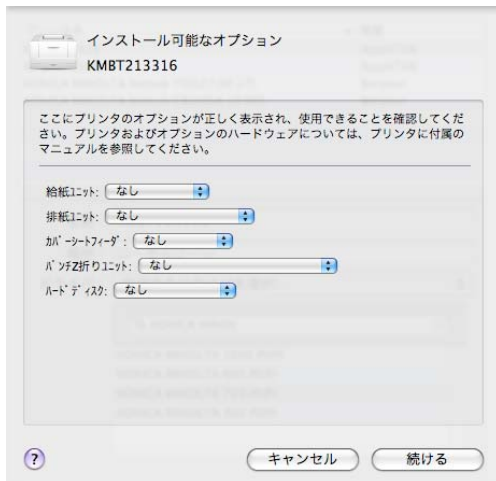 インストール可能なオプション
KMBT213316
ここにプリンタのオプションが正しく表示され、使用できることを確認してくだ
さい。プリンタおよびオプションのハードウェアについては、プリンタに付属の
マニュアルを参照してください。
給紙ﾕﾆｯﾄ: なし
排紙ﾕﾆｯﾄ: なし
ｶﾊﾞｰｼｰﾄﾌｨｰﾀﾞ: なし
ﾊﾟﾝﾁZ折りﾕﾆｯﾄ: なし
ﾊｰﾄﾞﾃﾞｨｽｸ: なし
? キャンセル 続ける